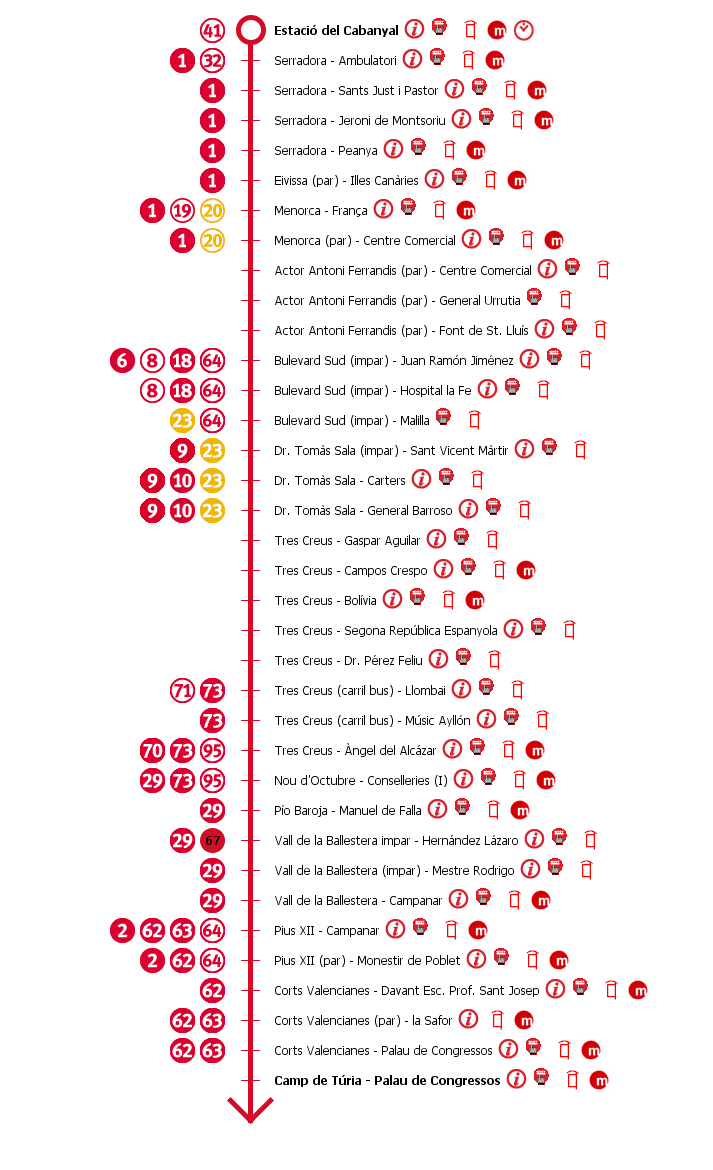 41 Estació del Cabanyal i m
1 32 Serradora - Ambulatori i m
1 Serradora - Sants Just i Pastor i m
1 Serradora - Jeroni de Montsoriu i m
1 Serradora - Peanya i m
1 Eivissa (par) - Illes Canàries i m
1 19 20 Menorca - França i m
1 20 Menorca (par) - Centre Comercial i m
Actor Antoni Ferrandis (par) - Centre Comercial i
Actor Antoni Ferrandis (par) - General Urrutia
Actor Antoni Ferrandis (par) - Font de St. Lluís i
6 8 18 64 Bulevard Sud (impar) - Juan Ramón Jiménez i
8 18 64 Bulevard Sud (impar) - Hospital la Fe i
23 64 Bulevard Sud (impar) - Malilla
9 23 Dr. Tomàs Sala (impar) - Sant Vicent Màrtir i
9 10 23 Dr. Tomàs Sala - Carters i
9 10 23 Dr. Tomàs Sala - General Barroso i
Tres Creus - Gaspar Aguilar i
Tres Creus - Campos Crespo i m
Tres Creus - Bolívia i m
Tres Creus - Segona República Espanyola i
Tres Creus - Dr. Pérez Feliu i
71 73 Tres Creus (carril bus) - Llombai i
73 Tres Creus (carril bus) - Músic Ayllón i
70 73 95 Tres Creus - Àngel del Alcázar i m
29 73 95 Nou d'Octubre - Conselleries (I) i m
29 Pío Baroja - Manuel de Falla i m
29 67 Vall de la Ballestera impar - Hernández Lázaro i
29 Vall de la Ballestera (impar) - Mestre Rodrigo i
29 Vall de la Ballestera - Campanar i m
2 62 63 64 Pius XII - Campanar i m
2 62 64 Pius XII (par) - Monestir de Poblet i m
62 Corts Valencianes - Davant Esc. Prof. Sant Josep i m
62 63 Corts Valencianes (par) - la Safor i m
62 63 Corts Valencianes - Palau de Congressos i m
Camp de Túria - Palau de Congressos i m